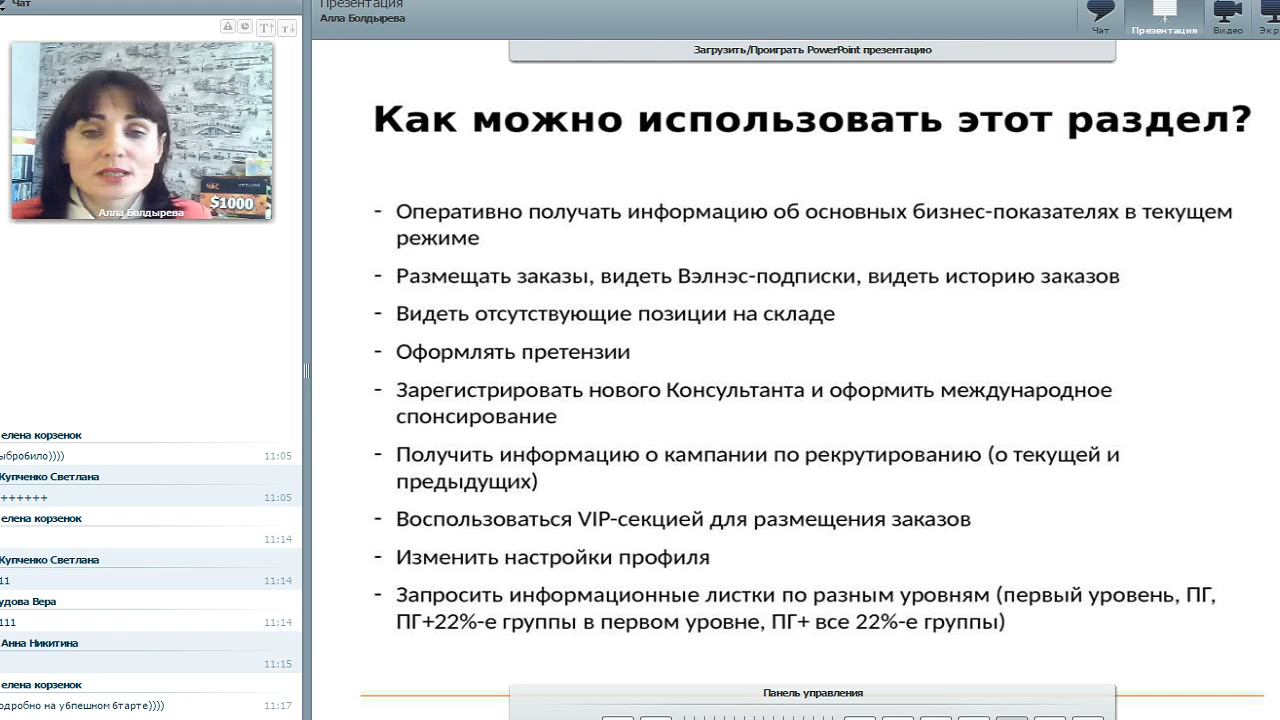 Чат
Презентация
Алла Болдырева
Чат
Презентация
Видео
Загрузить/Проиграть PowerPoint презентацию
ЧАС
$1000
Алла Болдырева
Как можно использовать этот раздел?
- Оперативно получать информацию об основных бизнес-показателях в текущем
режиме
- Размещать заказы, видеть Вэлнэс-подписки, видеть историю заказов
- Видеть отсутствующие позиции на складе
- Оформлять претензии
- Зарегистрировать нового Консультанта и оформить международное
спонсирование
- Получить информацию о кампании по рекрутированию (о текущей и
предыдущих)
- Воспользоваться VIP-секцией для размещения заказов
- Изменить настройки профиля
- Запросить информационные листки по разным уровням (первый уровень, ПГ,
ПГ+22%-е группы в первом уровне, ПГ+ все 22%-е группы)
елена корзенок
ыбробило)))) 11:05
Купченко Светлана
++++++ 11:05
елена корзенок
11:14
Купченко Светлана
11 11:14
удова Вера
111 11:14
Анна Никитина
11:15
елена корзенок
одробно на у6пешном 6тарте)))) 11:17
Панель управления